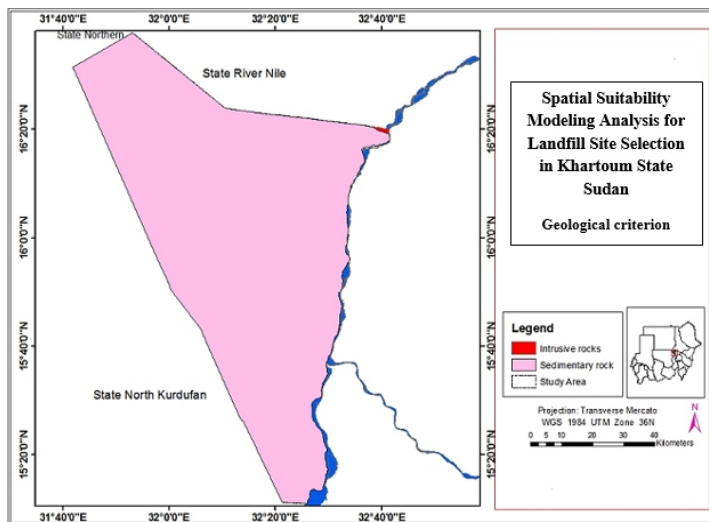 31°40'0"E
32°0'0"E
32°20'0"E
32°40'0"E
State Northern
State River Nile
16°20'0"N
16°20'0"N
16°0'0"N
16°0'0"N
15°40'0"N
15°40'0"N
15°20'0"N
15°20'0"N
State North Kurdufan
31°40'0"E
32°0'0"E
32°20'0"E
32°40'0"E
Spatial Suitability
Modeling Analysis for
Landfill Site Selection
in Khartoum State
Sudan
Geological criterion
Legend
Intrusive rocks
Sedimentary rock
Study Area
Projection: Transverse Mercato
WGS 1984 UTM Zone 36N
N
0 5 10 20 30 40
Kilometers